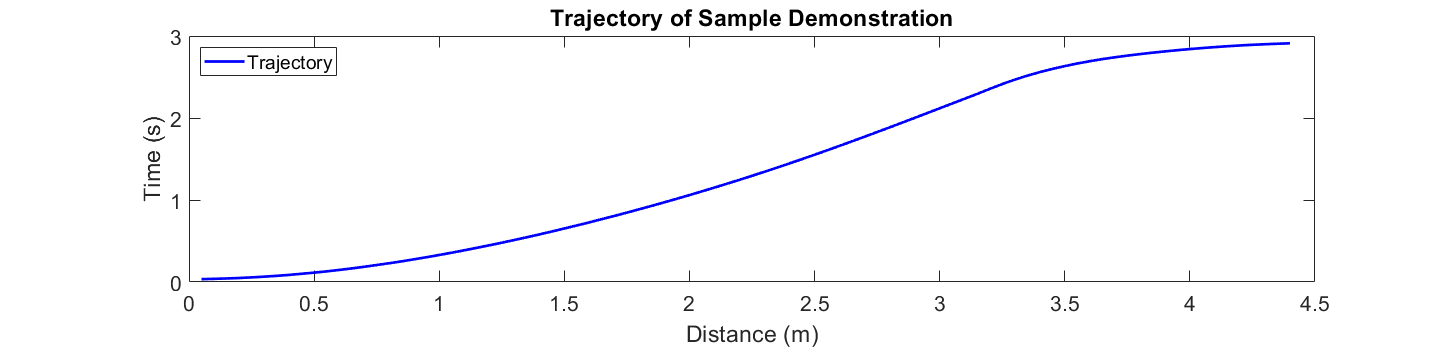 Trajectory of Sample Demonstration
Trajectory
Time (s)
3
2
1
0
0 0.5 1 1.5 2 2.5 3 3.5 4 4.5
Distance (m)